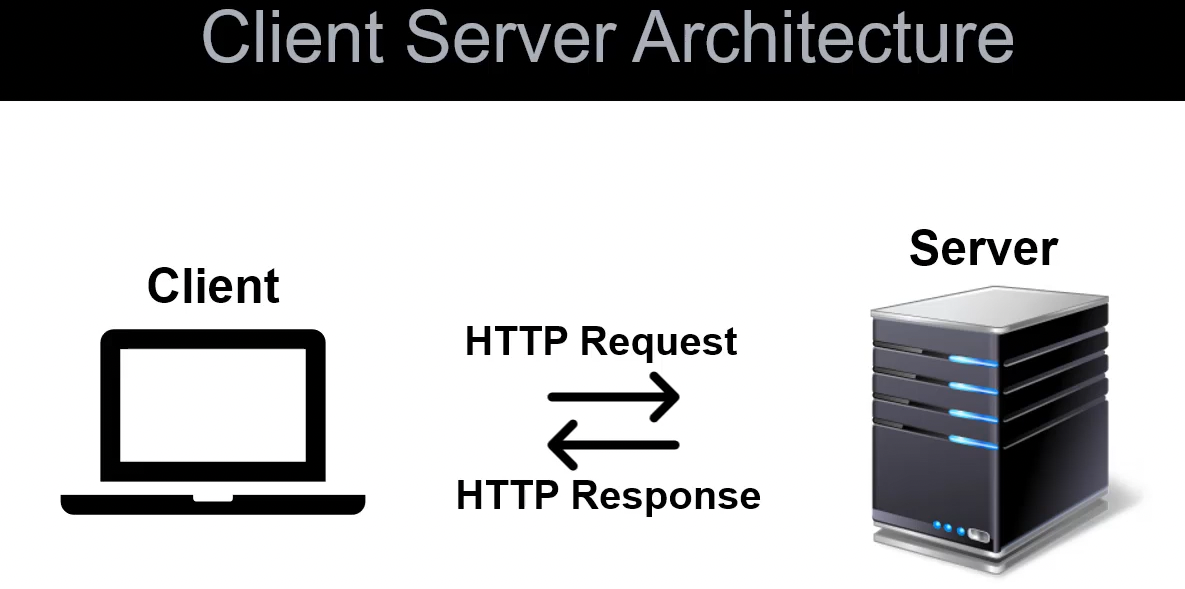 Client Server Architecture
Server
Client
HTTP Request
HTTP Response